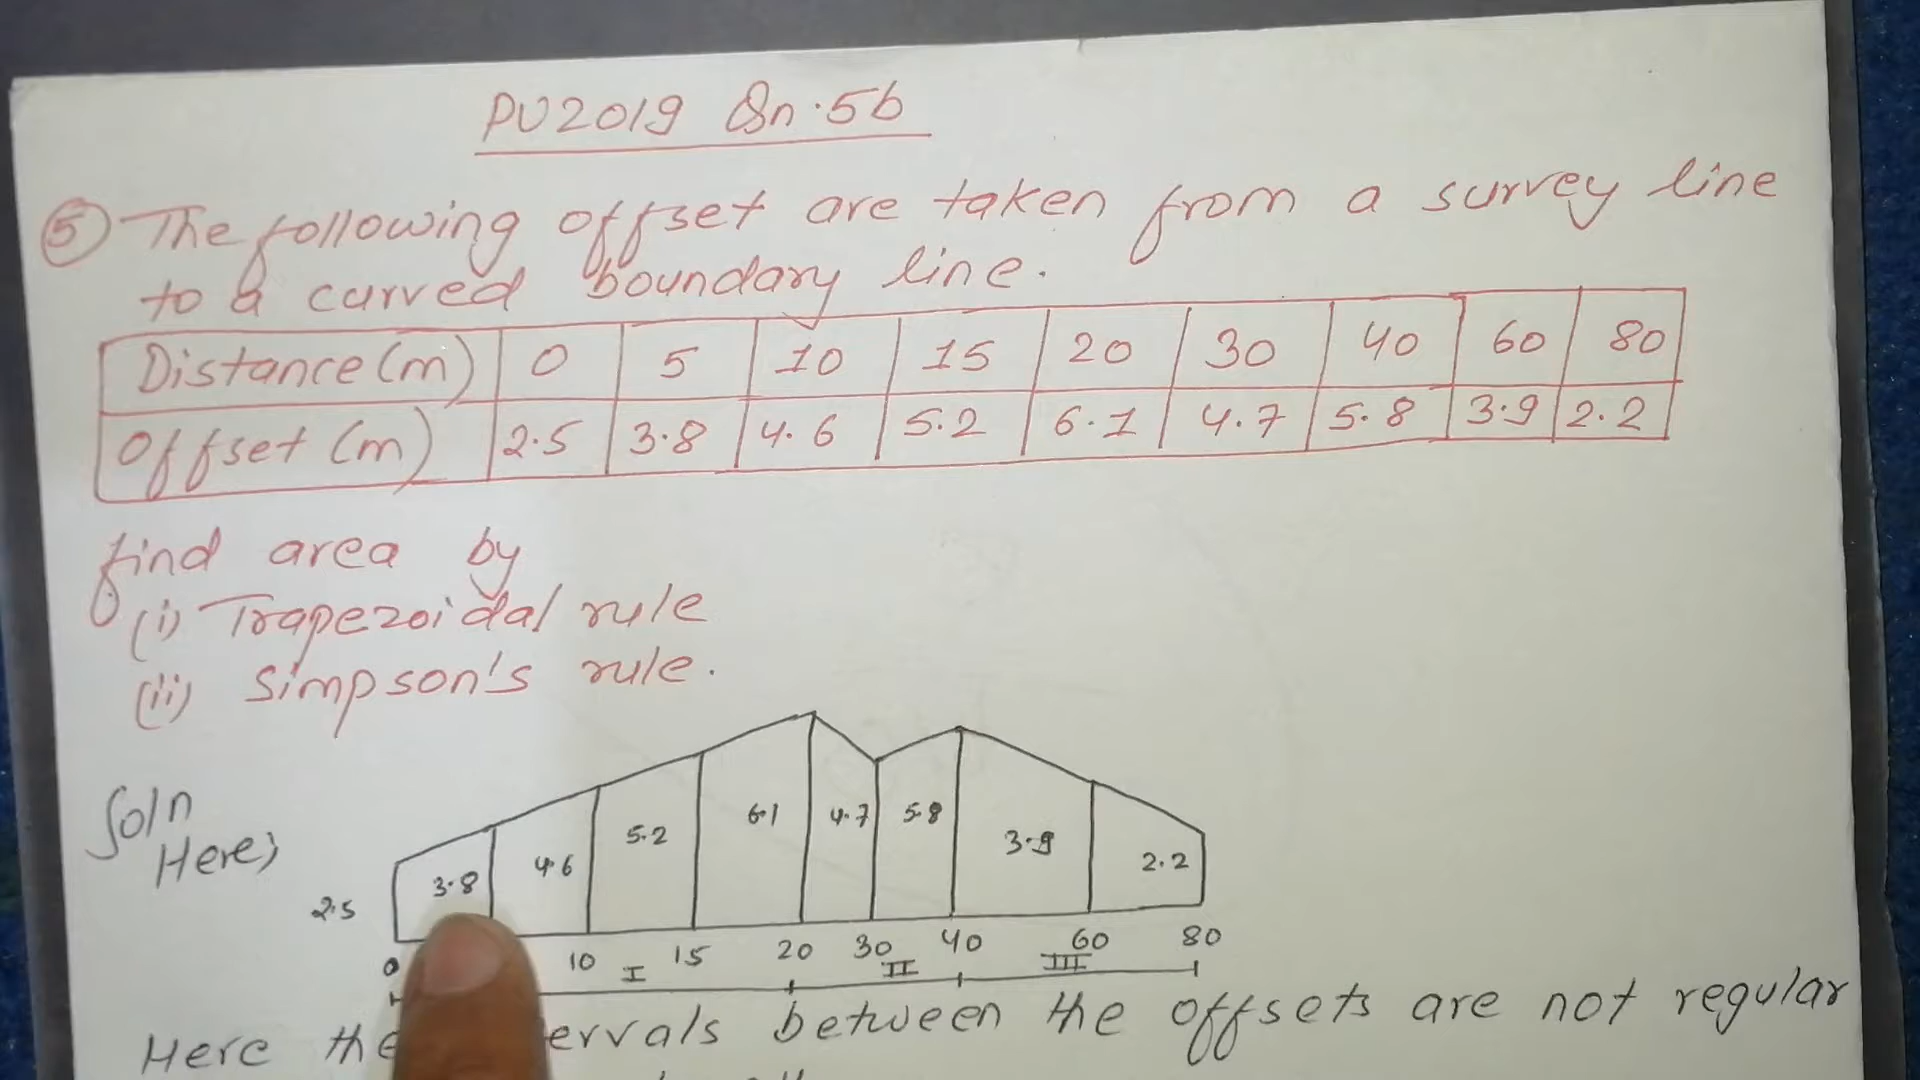 PU2019 Qn.5b
⑤ The following offset are taken from a survey line
to a curved boundary line.
Distance (m) 0 5 10 15 20 30 40 60 80
Offset (m) 2.5 3.8 4.6 5.2 6.1 4.7 5.8 3.9 2.2
find area by
(i) Trapezoidal rule
(ii) Simpson's rule.
Soln
Here;
2.5 3.8 4.6 5.2 6.1 4.7 5.8 3.9 2.2
0 10 15 20 30 40 60 80
I II III
Here the between the offsets are not regular